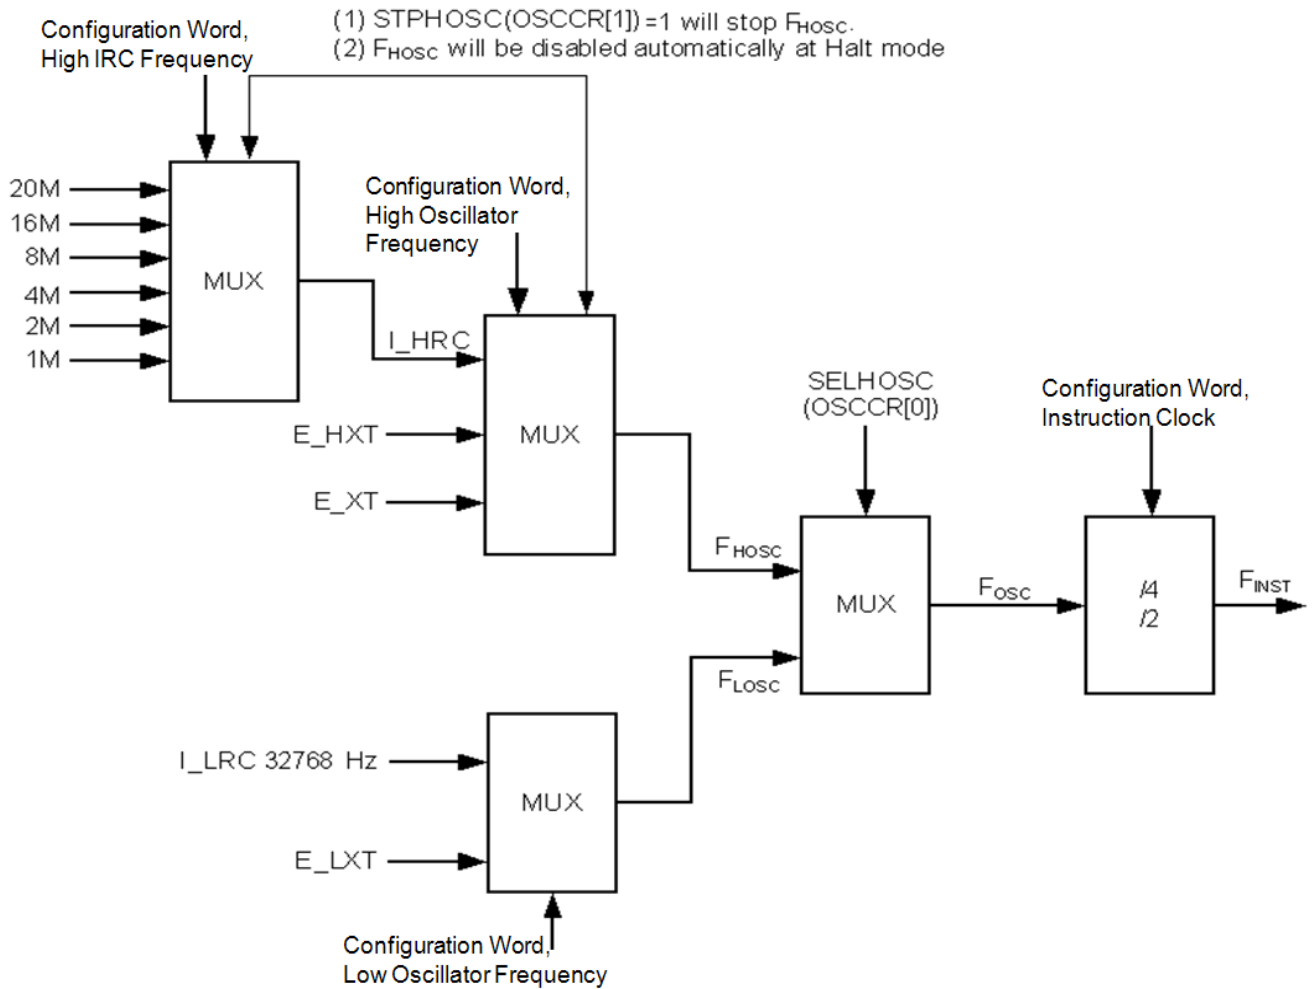 (1) STPHOSC(OSCCR[1])=1 will stop FHOSC.
(2) FHOSC will be disabled automatically at Halt mode
Configuration Word,
High IRC Frequency
20M
16M
8M
4M
2M
1M
MUX
Configuration Word,
High Oscillator
Frequency
I_HRC
E_HXT
E_XT
MUX
SELHOSC
(OSCCR[0])
Configuration Word,
Instruction Clock
FHOSC
FLOSC
MUX
FOSC
/4
/2
FINST
I_LRC 32768 Hz
E_LXT
MUX
Configuration Word,
Low Oscillator Frequency